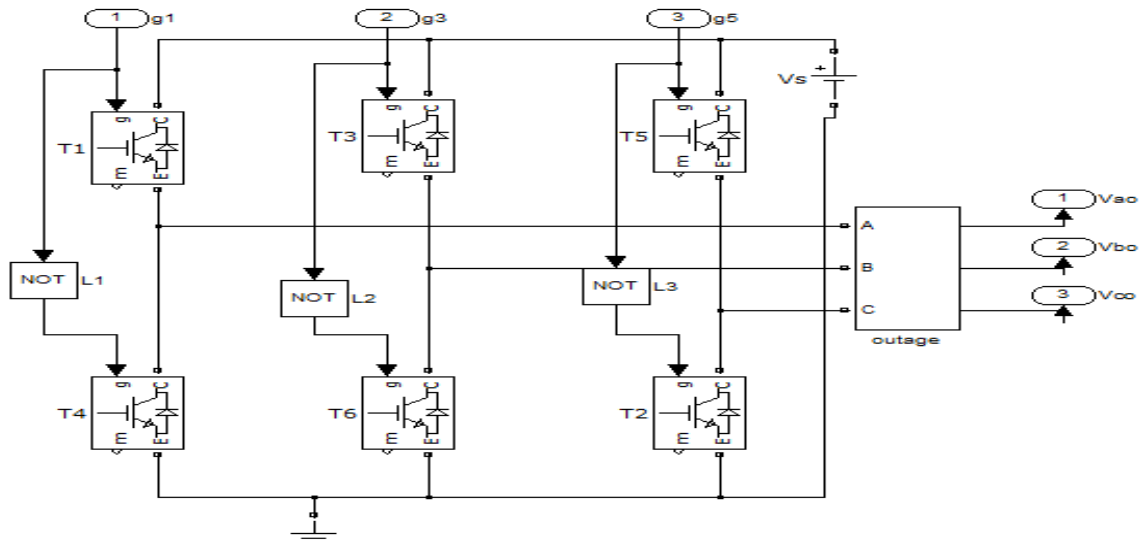 1 g1
2 g3
3 g5
Vs +
g C
T1
m E
g C
T3
m E
g C
T5
m E
1 Vao
A
2 Vbo
B
3 Vco
C
outage
NOT L1
NOT L2
NOT L3
g C
T4
m E
g C
T6
m E
g C
T2
m E